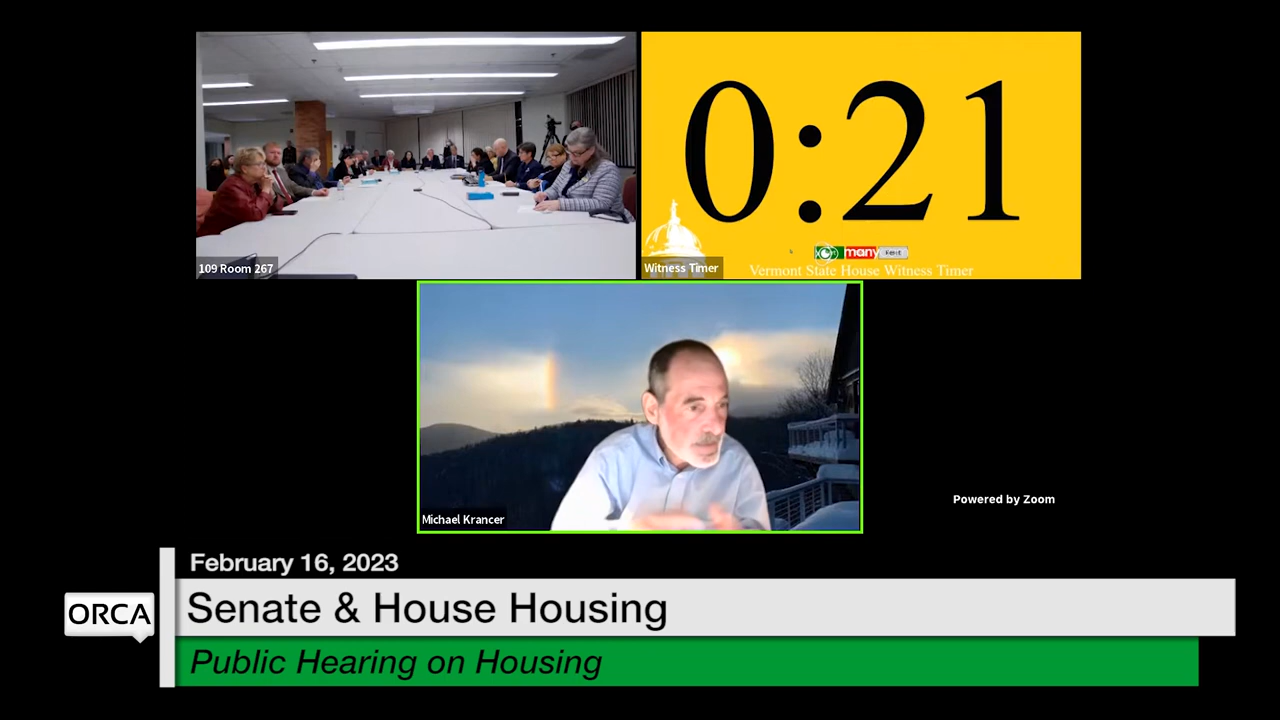 0:21
109 Room 267
Witness Timer
many
Vermont State House Witness Timer
Michael Krancer
Powered by Zoom
February 16, 2023
ORCA
Senate & House Housing
Public Hearing on Housing